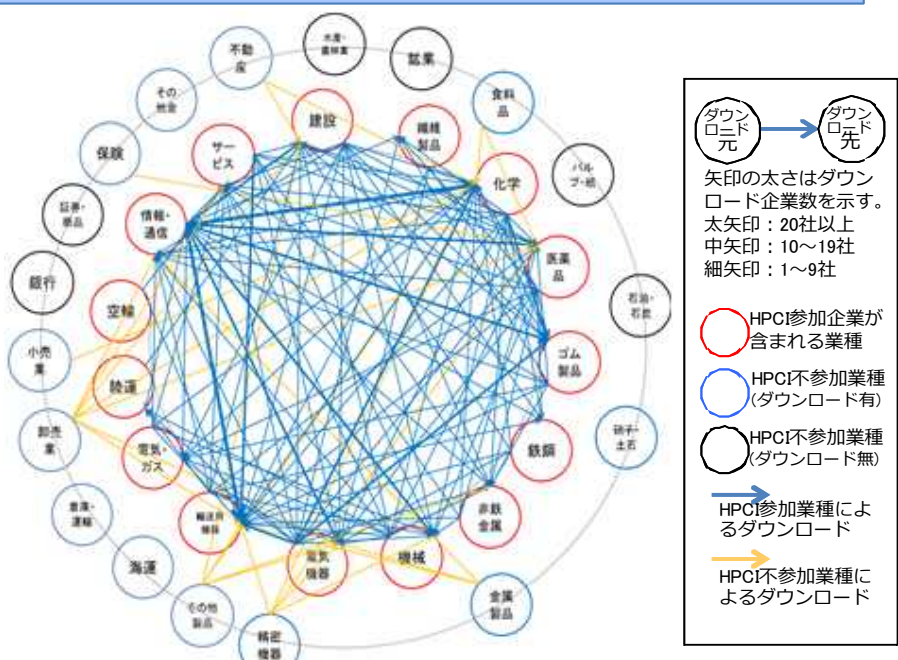 不動
産
水産・
農林業
鉱業
食料
品
パル
プ・紙
石油・
石炭
硝子・
土石
金属
製品
精密
機器
その他
製品
海運
倉庫・
運輸
卸売
業
小売
業
銀行
証券・
商品
保険
その
他金
建設
繊維
製品
化学
医薬
品
ゴム
製品
鉄鋼
非鉄
金属
機械
電気
機器
輸送用
機器
電気・
ガス
陸運
空輸
情報・
通信
サー
ビス
ダウン
ロード
元
ダウン
ロード
先
矢印の太さはダウン
ロード企業数を示す。
太矢印：20社以上
中矢印：10～19社
細矢印：1～9社
HPCI参加企業が
含まれる業種
HPCI不参加業種
(ダウンロード有)
HPCI不参加業種
(ダウンロード無)
HPCI参加業種によ
るダウンロード
HPCI不参加業種に
よるダウンロード